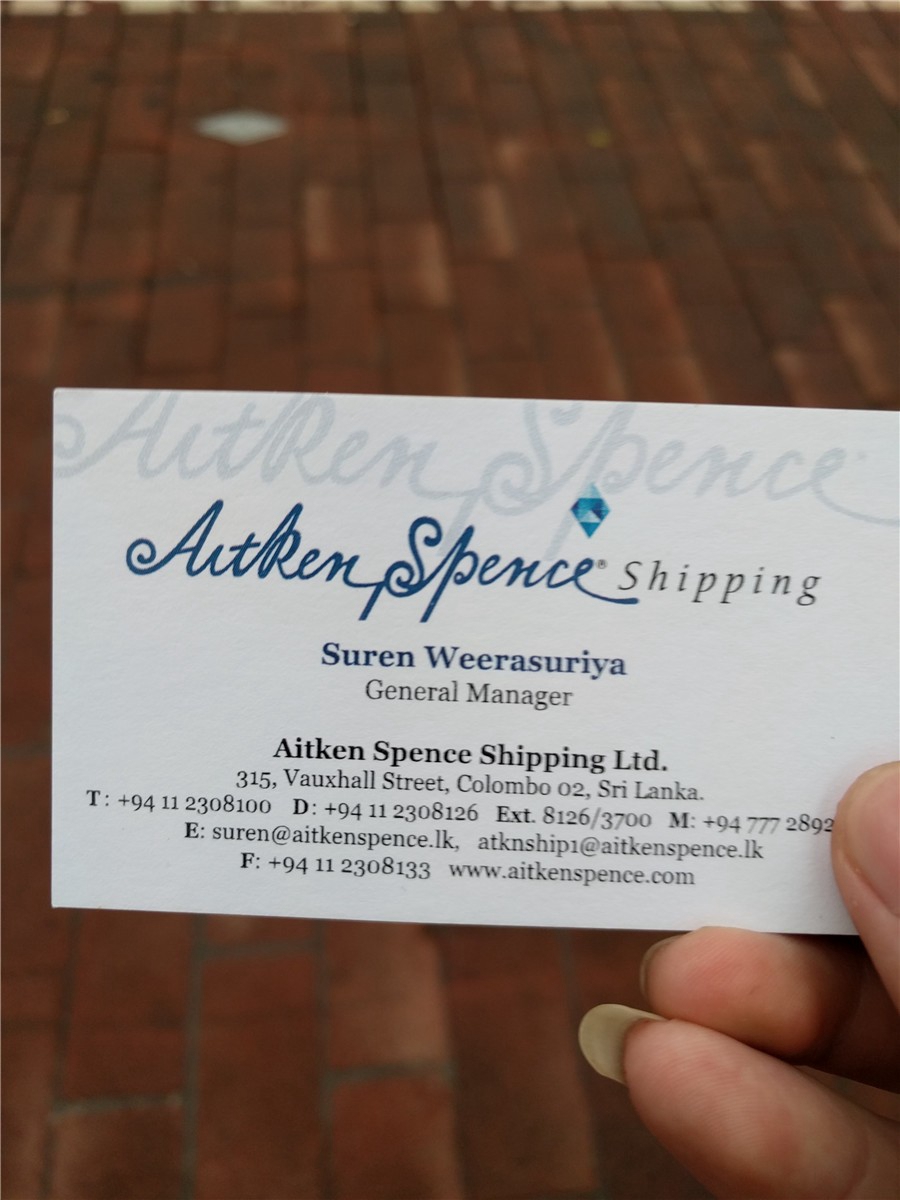 Aitken Spence
Aitken Spence® Shipping
Suren Weerasuriya
General Manager
Aitken Spence Shipping Ltd.
315, Vauxhall Street, Colombo 02, Sri Lanka.
T: +94 11 2308100 D: +94 11 2308126 Ext. 8126/3700 M: +94 777 2892
E: suren@aitkenspence.lk, atknship1@aitkenspence.lk
F: +94 11 2308133 www.aitkenspence.com